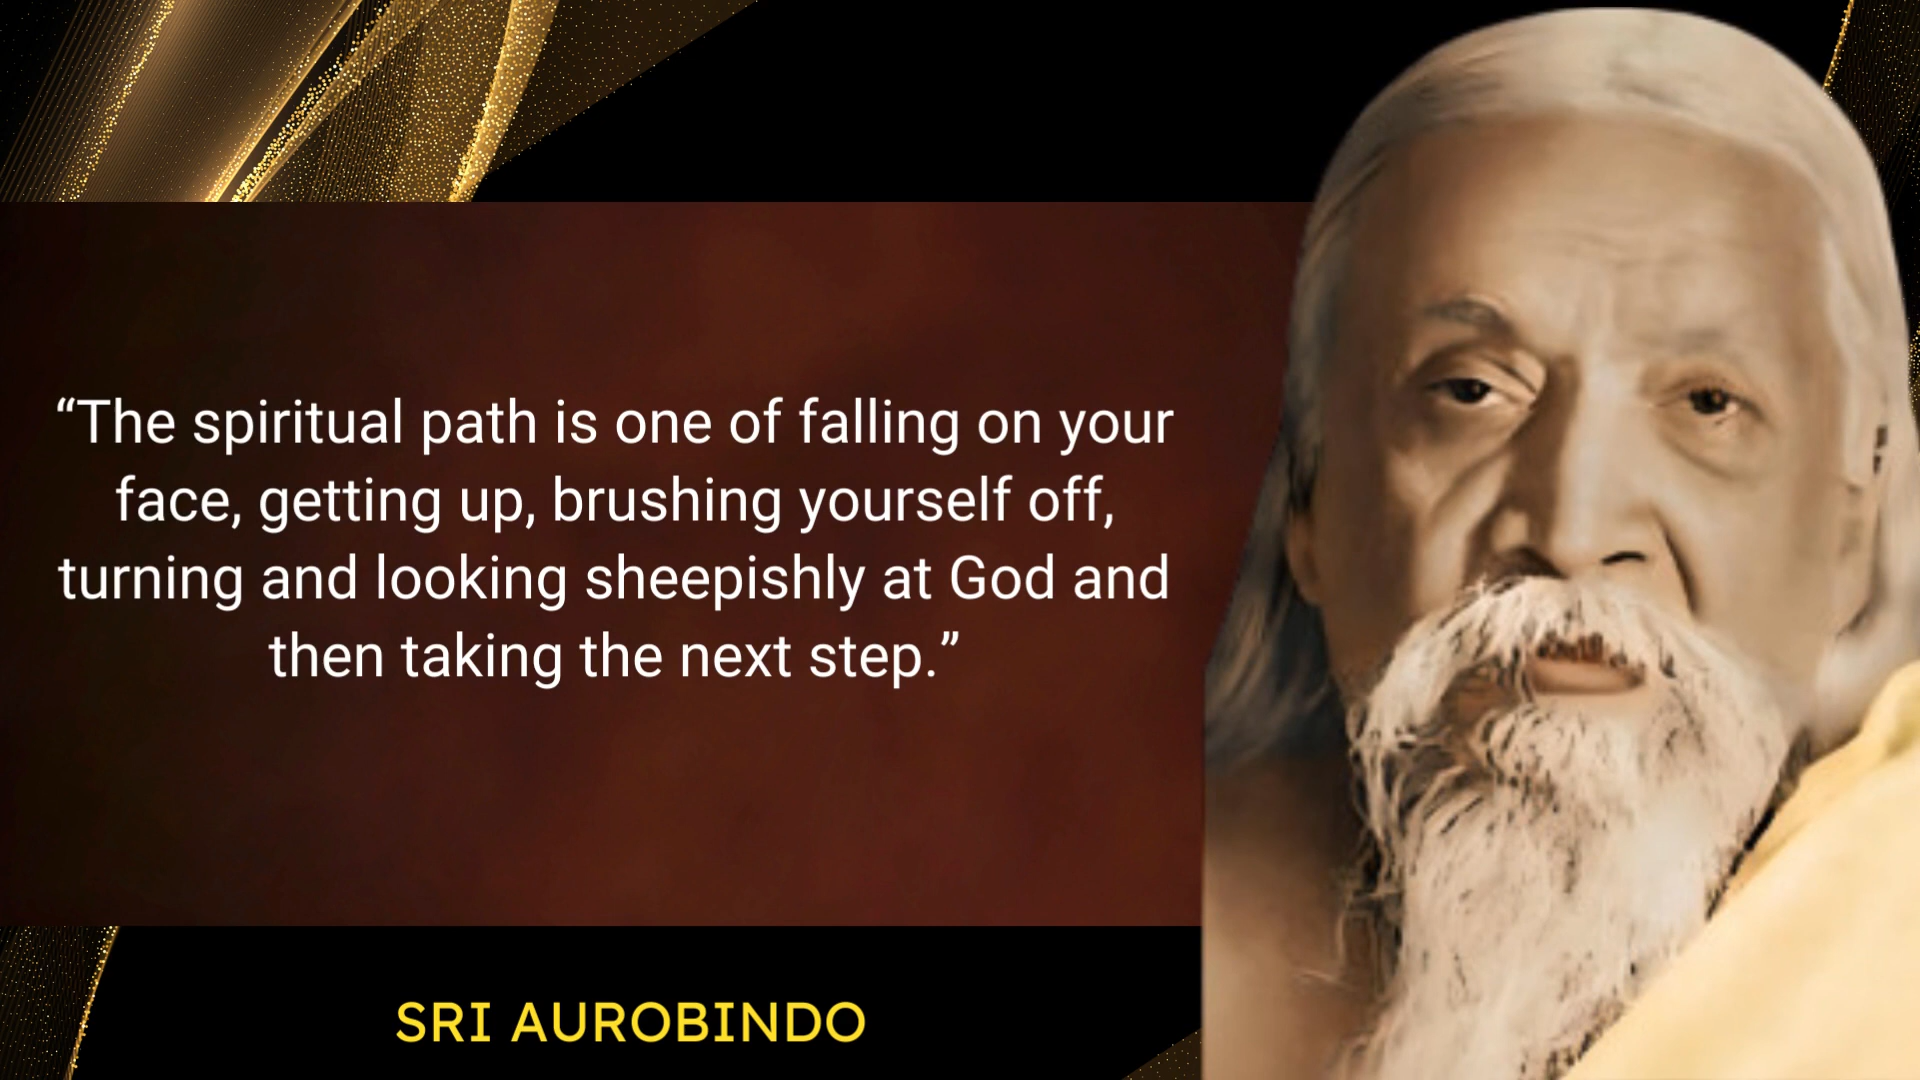 “The spiritual path is one of falling on your
face, getting up, brushing yourself off,
turning and looking sheepishly at God and
then taking the next step.”
SRI AUROBINDO